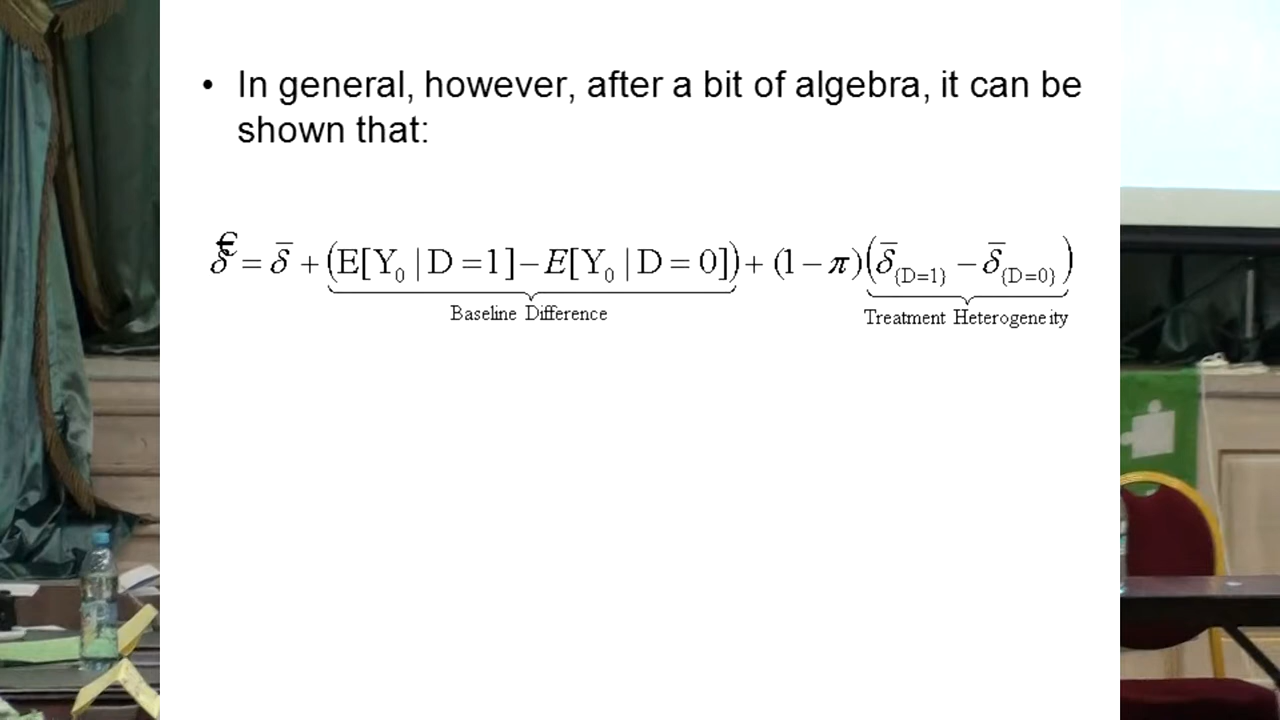 • In general, however, after a bit of algebra, it can be
shown that:
€
δ = δ̄ + (E[Y₀ | D = 1] − E[Y₀ | D = 0]) + (1 − π)(δ̄_{D=1} − δ̄_{D=0})
Baseline Difference Treatment Heterogeneity